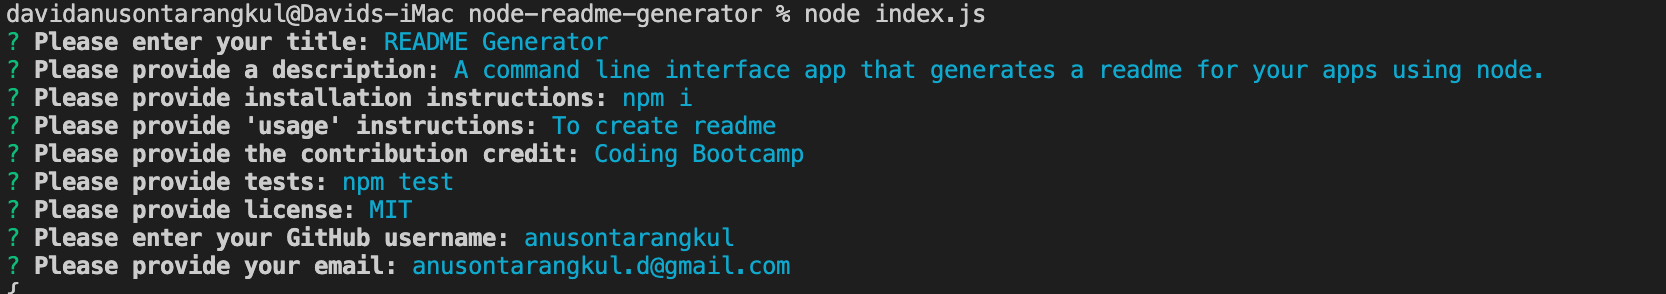 davidanusontarangkul@Davids-iMac node-readme-generator % node index.js
? Please enter your title: README Generator
? Please provide a description: A command line interface app that generates a readme for your apps using node.
? Please provide installation instructions: npm i
? Please provide 'usage' instructions: To create readme
? Please provide the contribution credit: Coding Bootcamp
? Please provide tests: npm test
? Please provide license: MIT
? Please enter your GitHub username: anusontarangkul
? Please provide your email: anusontarangkul.d@gmail.com
{